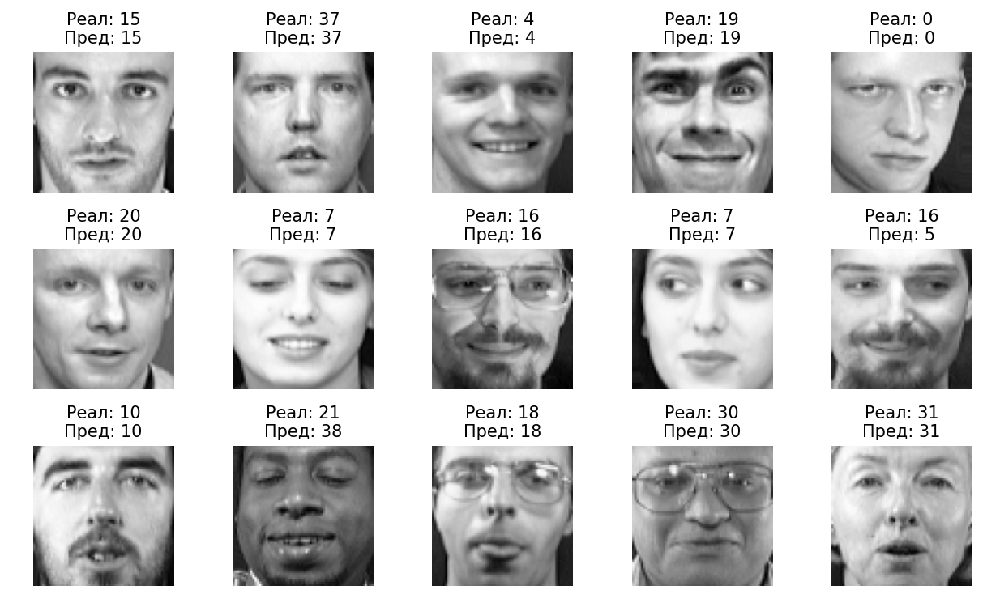 Реал: 15
Пред: 15
Реал: 37
Пред: 37
Реал: 4
Пред: 4
Реал: 19
Пред: 19
Реал: 0
Пред: 0
Реал: 20
Пред: 20
Реал: 7
Пред: 7
Реал: 16
Пред: 16
Реал: 7
Пред: 7
Реал: 16
Пред: 5
Реал: 10
Пред: 10
Реал: 21
Пред: 38
Реал: 18
Пред: 18
Реал: 30
Пред: 30
Реал: 31
Пред: 31